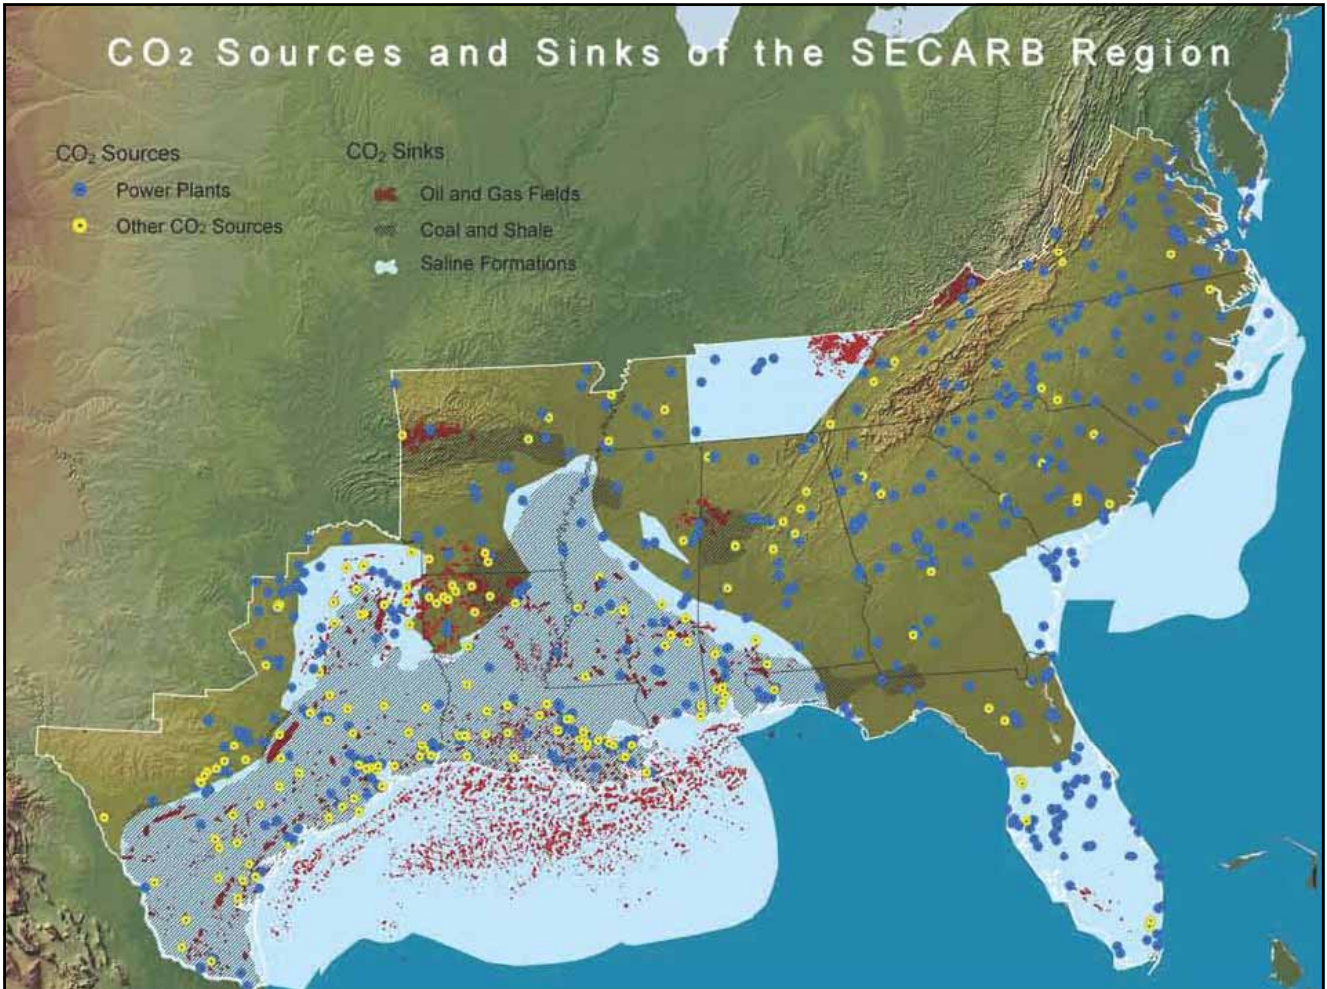 CO₂ Sources and Sinks of the SECARB Region
CO₂ Sources
Power Plants
Other CO₂ Sources
CO₂ Sinks
Oil and Gas Fields
Coal and Shale
Saline Formations